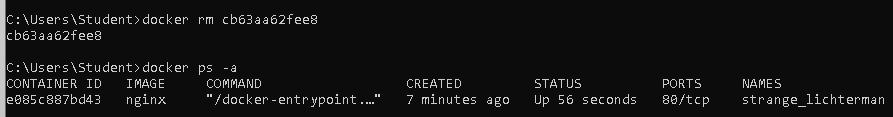 C:\Users\Student>docker rm cb63aa62fee8
cb63aa62fee8
C:\Users\Student>docker ps -a
CONTAINER ID   IMAGE     COMMAND                  CREATED         STATUS          PORTS     NAMES
e085c887bd43   nginx     "/docker-entrypoint.…"   7 minutes ago   Up 56 seconds   80/tcp    strange_lichterman